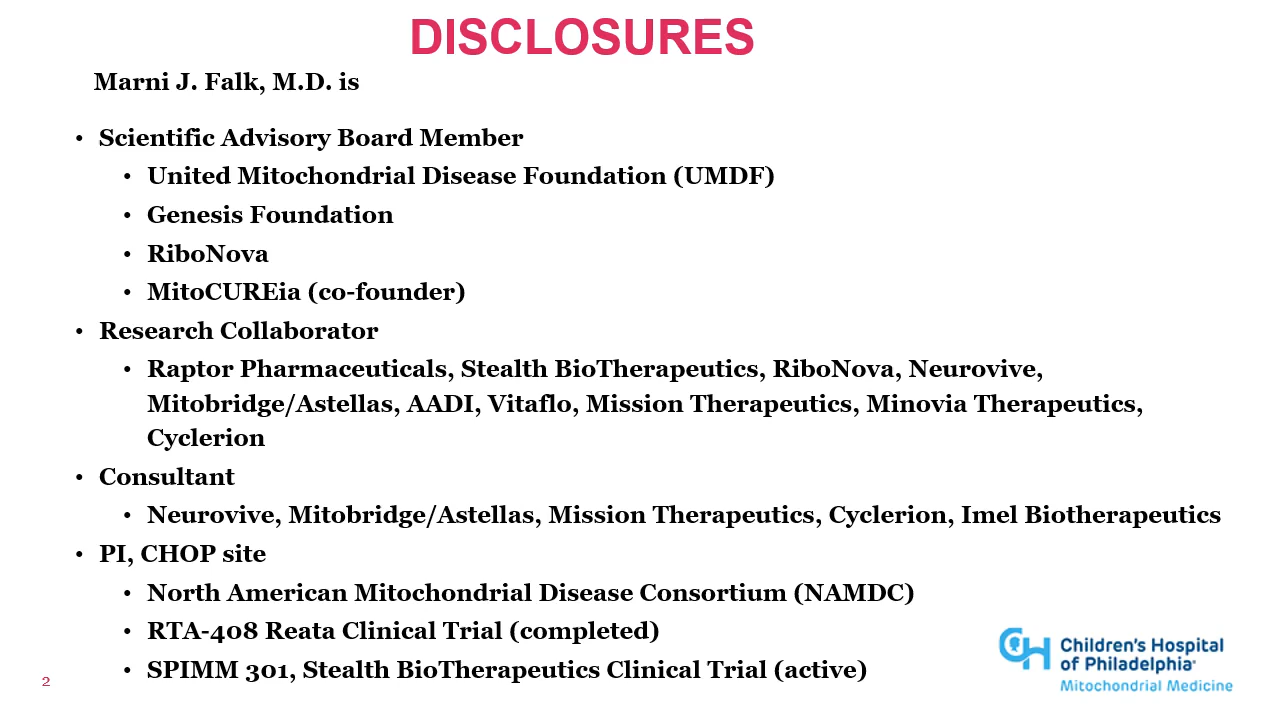 DISCLOSURES
Marni J. Falk, M.D. is
• Scientific Advisory Board Member
• United Mitochondrial Disease Foundation (UMDF)
• Genesis Foundation
• RiboNova
• MitoCUREia (co-founder)
• Research Collaborator
• Raptor Pharmaceuticals, Stealth BioTherapeutics, RiboNova, Neurovive,
Mitobridge/Astellas, AADI, Vitaflo, Mission Therapeutics, Minovia Therapeutics,
Cyclerion
• Consultant
• Neurovive, Mitobridge/Astellas, Mission Therapeutics, Cyclerion, Imel Biotherapeutics
• PI, CHOP site
• North American Mitochondrial Disease Consortium (NAMDC)
• RTA-408 Reata Clinical Trial (completed)
• SPIMM 301, Stealth BioTherapeutics Clinical Trial (active)
2
CH Children's Hospital
of Philadelphia
Mitochondrial Medicine